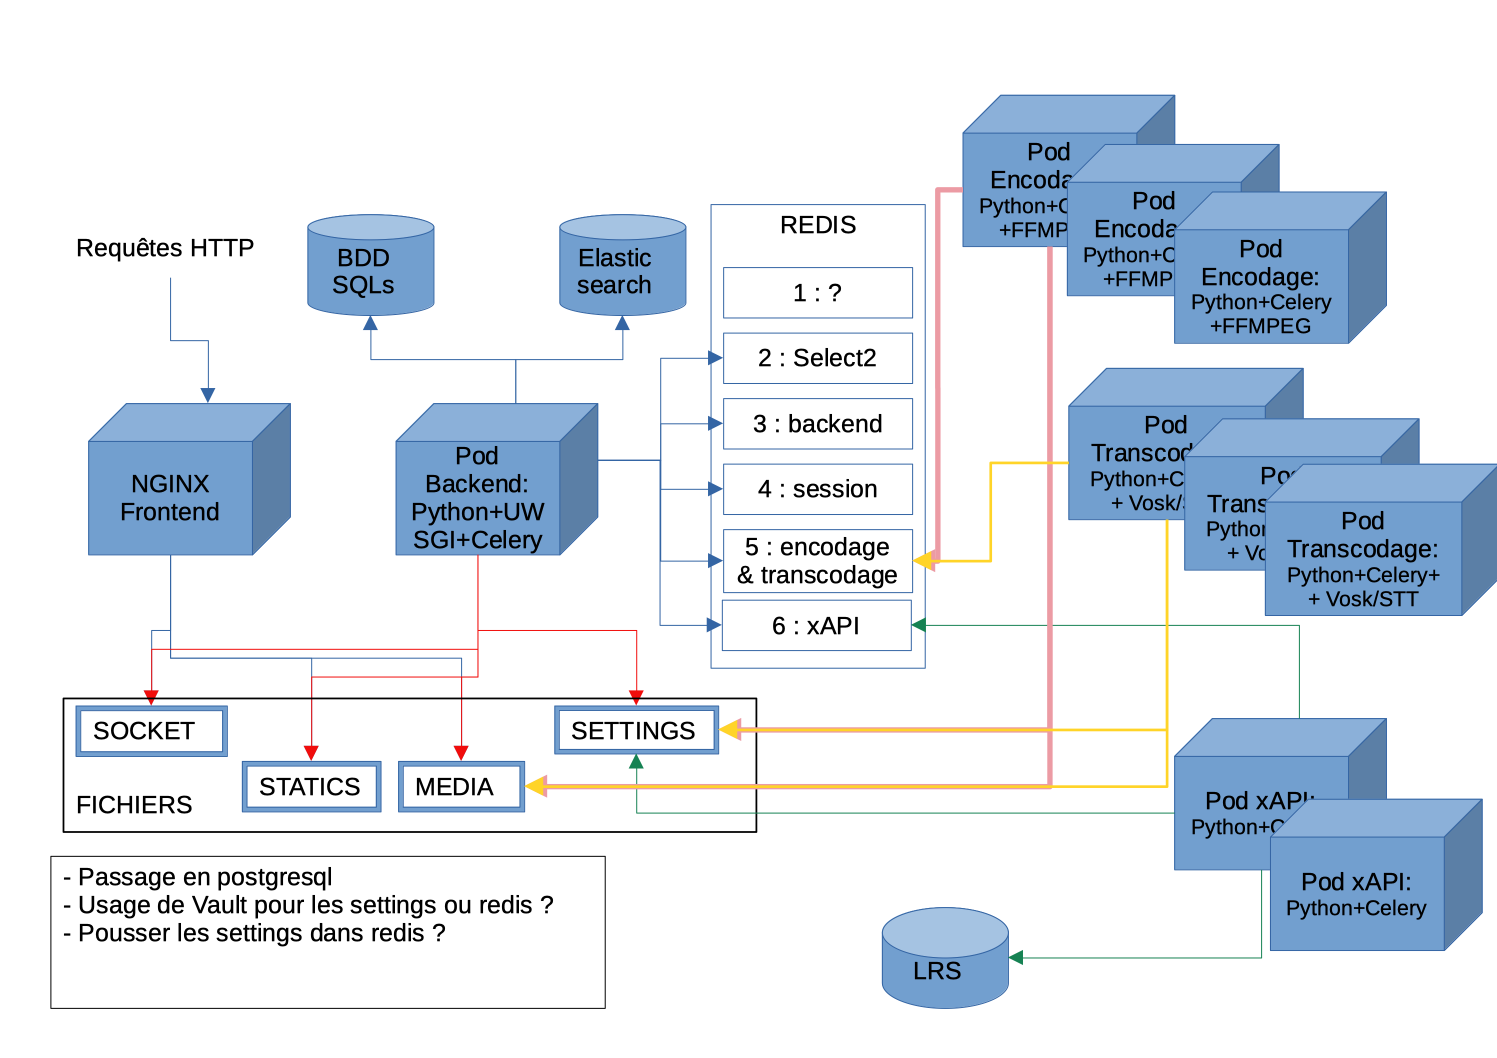 Requêtes HTTP
BDD
SQLs
Elastic
search
NGINX
Frontend
Pod
Backend:
Python+UW
SGI+Celery
REDIS
1 : ?
2 : Select2
3 : backend
4 : session
5 : encodage
& transcodage
6 : xAPI
Pod
Encoda
Python+C
+FFMP
Pod
Encoda
Python+C
+FFMP
Pod
Encodage:
Python+Celery
+FFMPEG
Pod
Transcod
Python+C
+ Vosk/
Po
Trans
Python
+ Vo
Pod
Transcodage:
Python+Celery+
+ Vosk/STT
SOCKET
STATICS
MEDIA
SETTINGS
FICHIERS
Pod xAPI:
Python+C
Pod xAPI:
Python+Celery
LRS
- Passage en postgresql
- Usage de Vault pour les settings ou redis ?
- Pousser les settings dans redis ?